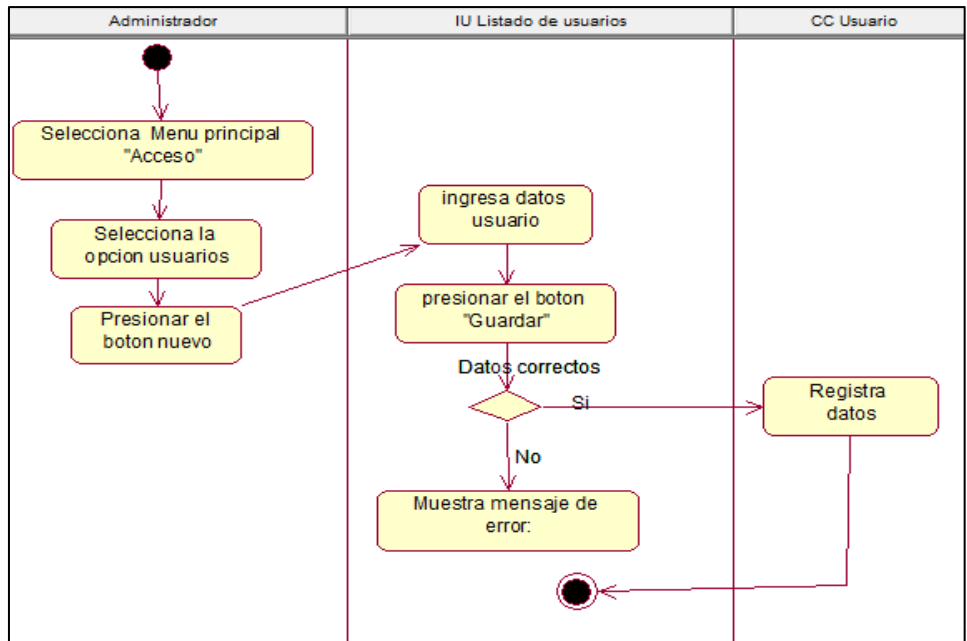 Administrador
IU Listado de usuarios
CC Usuario
Selecciona Menu principal
"Acceso"
Selecciona la
opcion usuarios
Presionar el
boton nuevo
ingresa datos
usuario
presionar el boton
"Guardar"
Datos correctos
Si
No
Muestra mensaje de
error:
Registra
datos